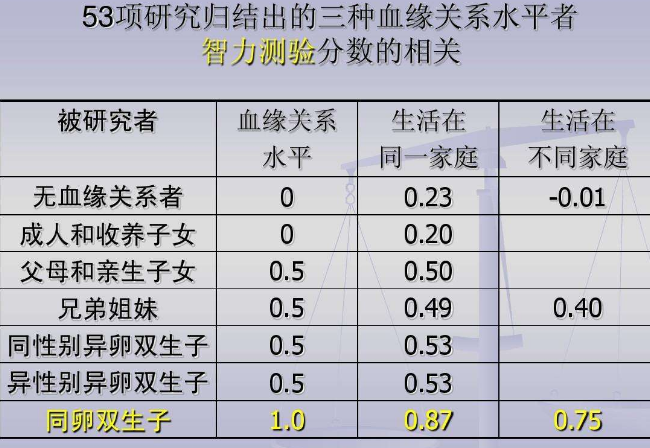 53项研究归结出的三种血缘关系水平者
智力测验分数的相关
被研究者 血缘关系水平 生活在同一家庭 生活在不同家庭
无血缘关系者 0 0.23 -0.01
成人和收养子女 0 0.20
父母和亲生子女 0.5 0.50
兄弟姐妹 0.5 0.49 0.40
同性别异卵双生子 0.5 0.53
异性别异卵双生子 0.5 0.53
同卵双生子 1.0 0.87 0.75